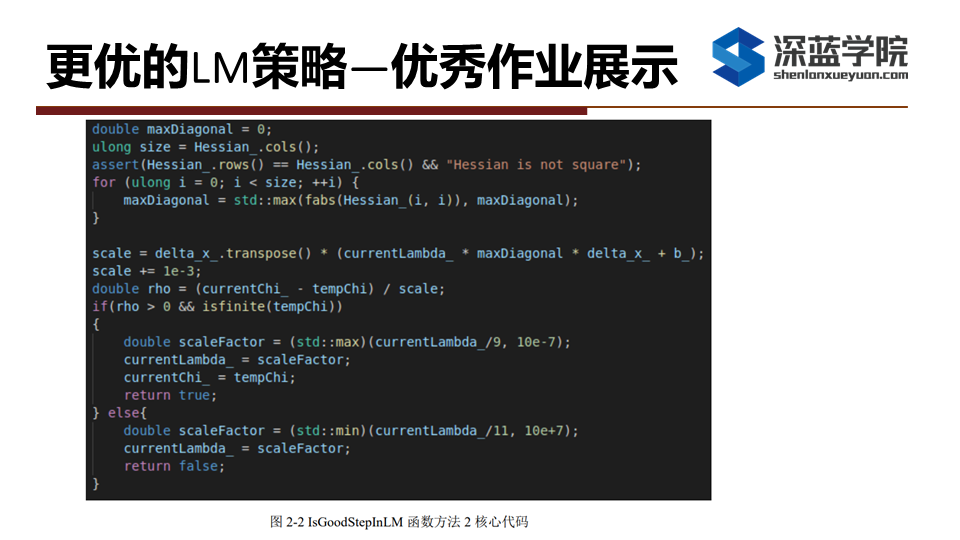 更优的LM策略—优秀作业展示
深蓝学院
shenlanxueyuan.com
double maxDiagonal = 0;
ulong size = Hessian_.cols();
assert(Hessian_.rows() == Hessian_.cols() && "Hessian is not square");
for (ulong i = 0; i < size; ++i) {
    maxDiagonal = std::max(fabs(Hessian_(i, i)), maxDiagonal);
}
scale = delta_x_.transpose() * (currentLambda_ * maxDiagonal * delta_x_ + b_);
scale += 1e-3;
double rho = (currentChi_ - tempChi) / scale;
if(rho > 0 && isfinite(tempChi))
{
    double scaleFactor = (std::max)(currentLambda_/9, 10e-7);
    currentLambda_ = scaleFactor;
    currentChi_ = tempChi;
    return true;
} else{
    double scaleFactor = (std::min)(currentLambda_/11, 10e+7);
    currentLambda_ = scaleFactor;
    return false;
}
图 2-2 IsGoodStepInLM 函数方法 2 核心代码